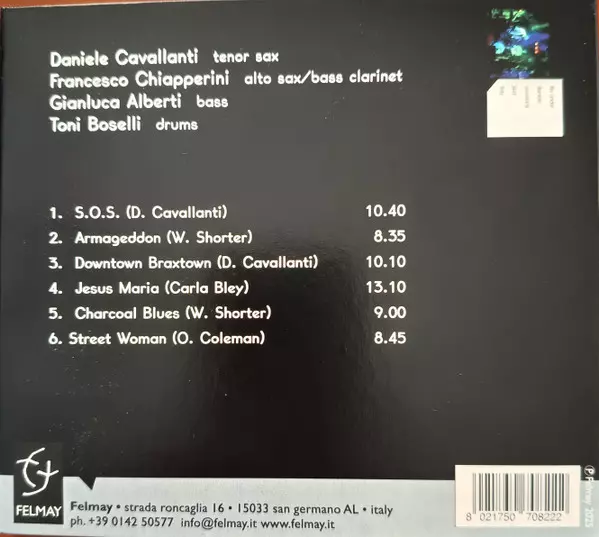 Daniele Cavallanti tenor sax
Francesco Chiapperini alto sax/bass clarinet
Gianluca Alberti bass
Toni Boselli drums
1. S.O.S. (D. Cavallanti) 10.40
2. Armageddon (W. Shorter) 8.35
3. Downtown Braxtown (D. Cavallanti) 10.10
4. Jesus Maria (Carla Bley) 13.10
5. Charcoal Blues (W. Shorter) 9.00
6. Street Woman (O. Coleman) 8.45
FELMAY
Felmay • strada roncaglia 16 • 15033 san germano AL • italy
ph. +39 0142 50577 info@felmay.it www.felmay.it
8 021750 708222
℗ Felmay 2025